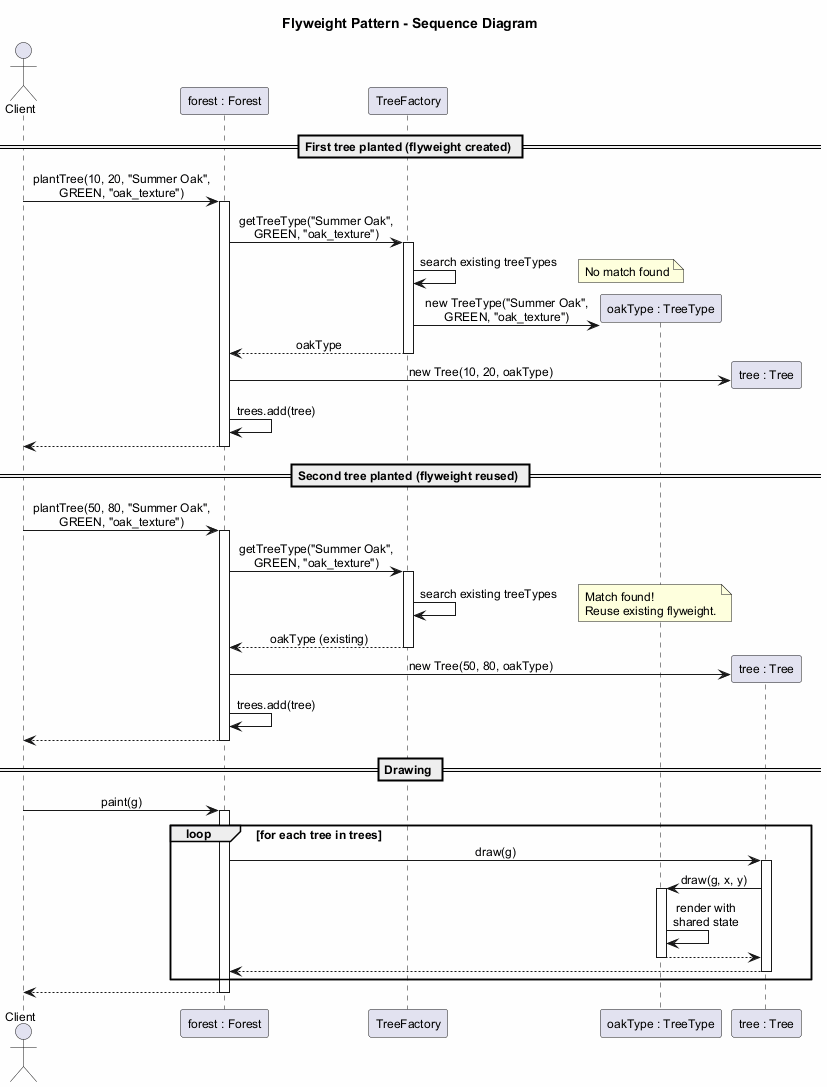 Flyweight Pattern - Sequence Diagram
Client
forest : Forest
TreeFactory
First tree planted (flyweight created)
plantTree(10, 20, "Summer Oak",
GREEN, "oak_texture")
getTreeType("Summer Oak",
GREEN, "oak_texture")
search existing treeTypes
No match found
new TreeType("Summer Oak",
GREEN, "oak_texture")
oakType : TreeType
oakType
new Tree(10, 20, oakType)
tree : Tree
trees.add(tree)
Second tree planted (flyweight reused)
plantTree(50, 80, "Summer Oak",
GREEN, "oak_texture")
getTreeType("Summer Oak",
GREEN, "oak_texture")
search existing treeTypes
Match found!
Reuse existing flyweight.
oakType (existing)
new Tree(50, 80, oakType)
tree : Tree
trees.add(tree)
Drawing
paint(g)
loop
[for each tree in trees]
draw(g)
draw(g, x, y)
render with
shared state
Client
forest : Forest
TreeFactory
oakType : TreeType
tree : Tree